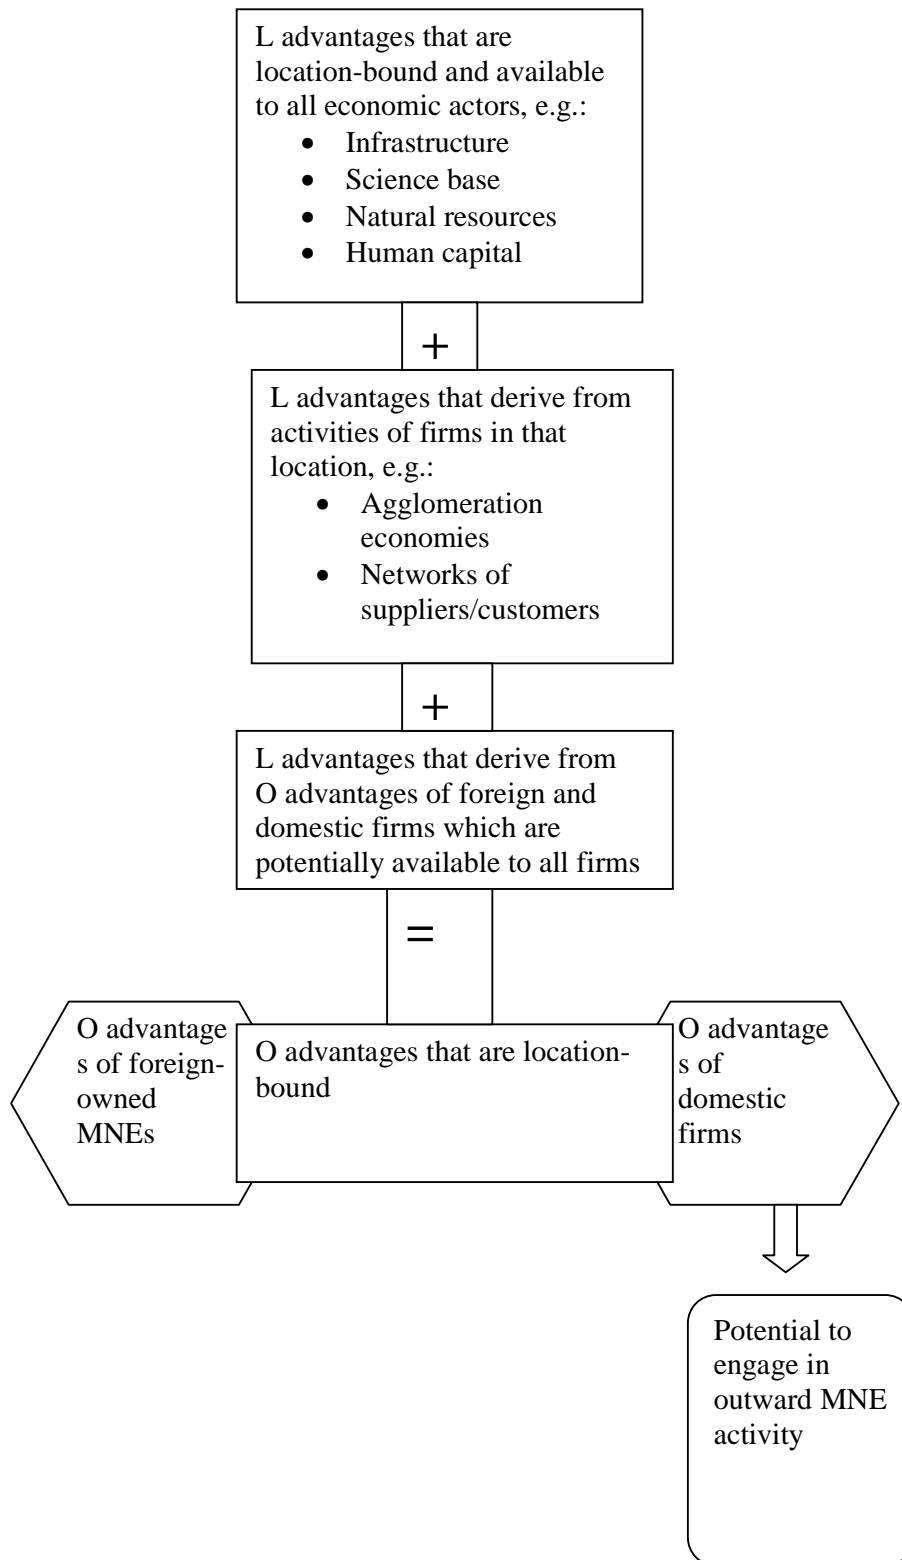 L advantages that are
location-bound and available
to all economic actors, e.g.:
• Infrastructure
• Science base
• Natural resources
• Human capital
+
L advantages that derive from
activities of firms in that
location, e.g.:
• Agglomeration
economies
• Networks of
suppliers/customers
+
L advantages that derive from
O advantages of foreign and
domestic firms which are
potentially available to all firms
=
O advantage
s of foreign-
owned
MNEs
O advantages that are location-
bound
O advantage
s of
domestic
firms
Potential to
engage in
outward MNE
activity